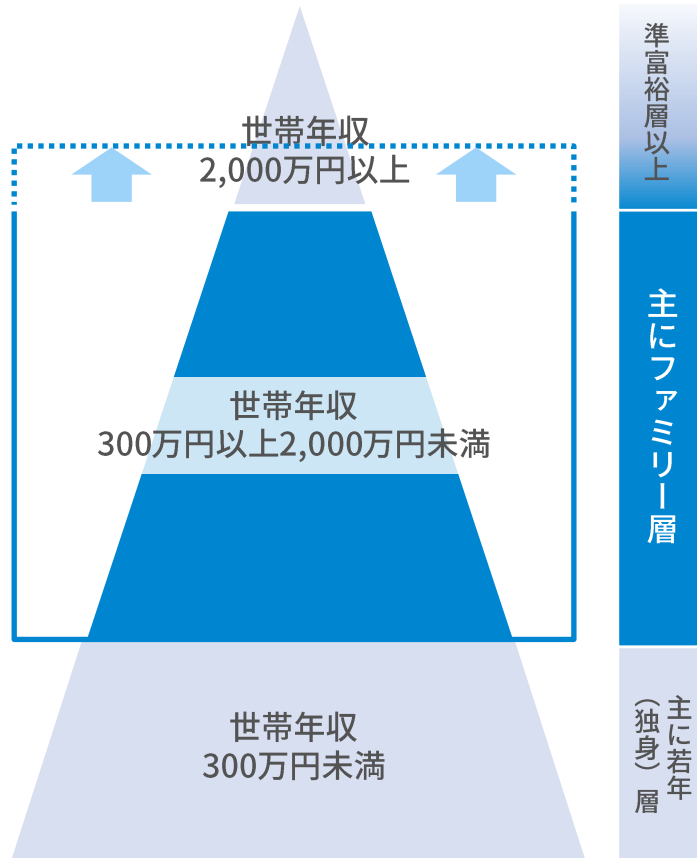 世帯年収
2,000万円以上
準富裕層以上
世帯年収
300万円以上2,000万円未満
主にファミリー層
世帯年収
300万円未満
主に若年
（独身）層